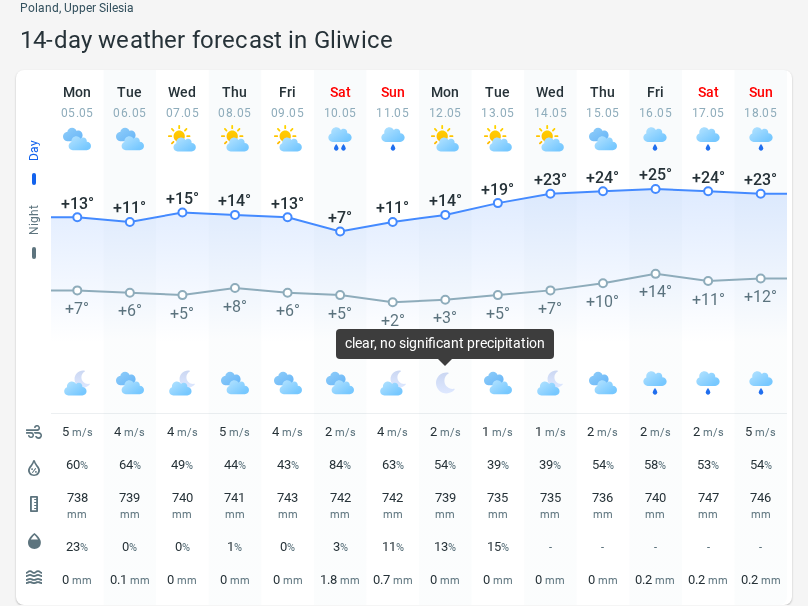 Poland, Upper Silesia
14-day weather forecast in Gliwice
Mon Tue Wed Thu Fri Sat Sun Mon Tue Wed Thu Fri Sat Sun
05.05 06.05 07.05 08.05 09.05 10.05 11.05 12.05 13.05 14.05 15.05 16.05 17.05 18.05
Day
+13° +11° +15° +14° +13° +7° +11° +14° +19° +23° +24° +25° +24° +23°
Night
+7° +6° +5° +8° +6° +5° +2° +3° +5° +7° +10° +14° +11° +12°
clear, no significant precipitation
5 m/s 4 m/s 4 m/s 5 m/s 4 m/s 2 m/s 4 m/s 2 m/s 1 m/s 1 m/s 2 m/s 2 m/s 2 m/s 5 m/s
60% 64% 49% 44% 43% 84% 63% 54% 39% 39% 54% 58% 53% 54%
738 739 740 741 743 742 742 739 735 735 736 740 747 746
mm mm mm mm mm mm mm mm mm mm mm mm mm mm
23% 0% 0% 1% 0% 3% 11% 13% 15% - - - - -
0 mm 0.1 mm 0 mm 0 mm 0 mm 1.8 mm 0.7 mm 0 mm 0 mm 0 mm 0 mm 0.2 mm 0.2 mm 0.2 mm